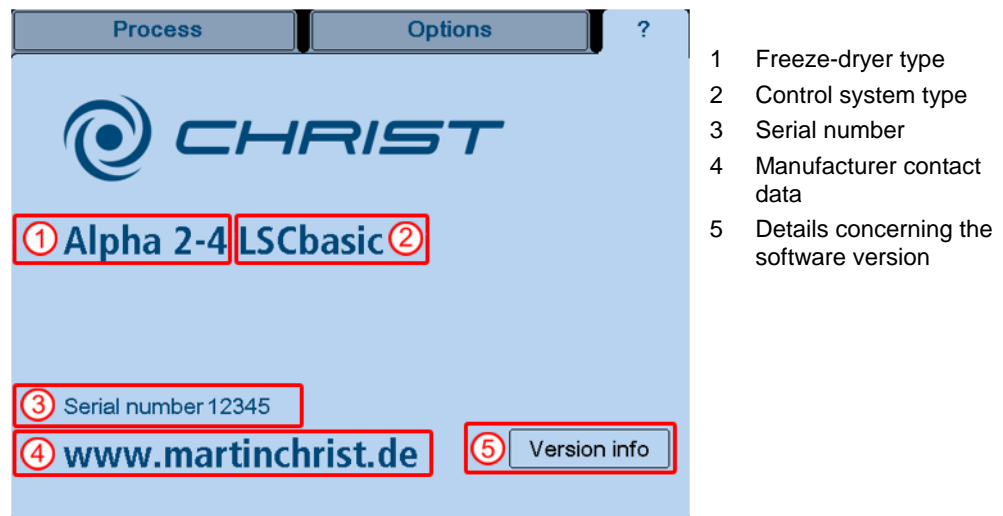 Process Options ?
CHRIST
1 Alpha 2-4 LSCbasic 2
3 Serial number 12345
4 www.martinchrist.de 5 Version info
1 Freeze-dryer type
2 Control system type
3 Serial number
4 Manufacturer contact
data
5 Details concerning the
software version